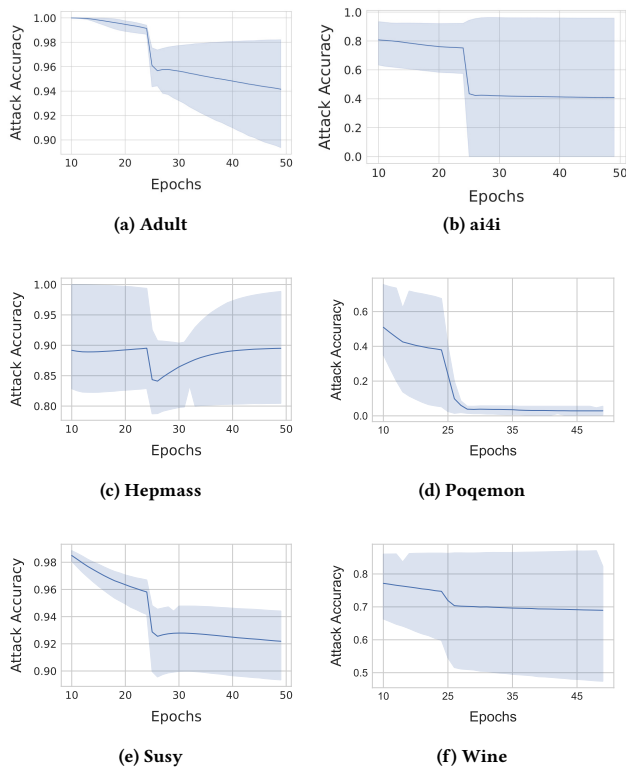 Attack Accuracy
1.00
0.98
0.96
0.94
0.92
0.90
10 20 30 40 50
Epochs
(a) Adult
Attack Accuracy
1.0
0.8
0.6
0.4
0.2
0.0
10 20 30 40 50
Epochs
(b) ai4i
Attack Accuracy
1.00
0.95
0.90
0.85
0.80
10 20 30 40 50
Epochs
(c) Hepmass
Attack Accuracy
0.6
0.4
0.2
0.0
10 15 25 35 45
Epochs
(d) Poqemon
Attack Accuracy
0.98
0.96
0.94
0.92
0.90
10 20 30 40 50
Epochs
(e) Susy
Attack Accuracy
0.8
0.7
0.6
0.5
10 15 25 35 45
Epochs
(f) Wine